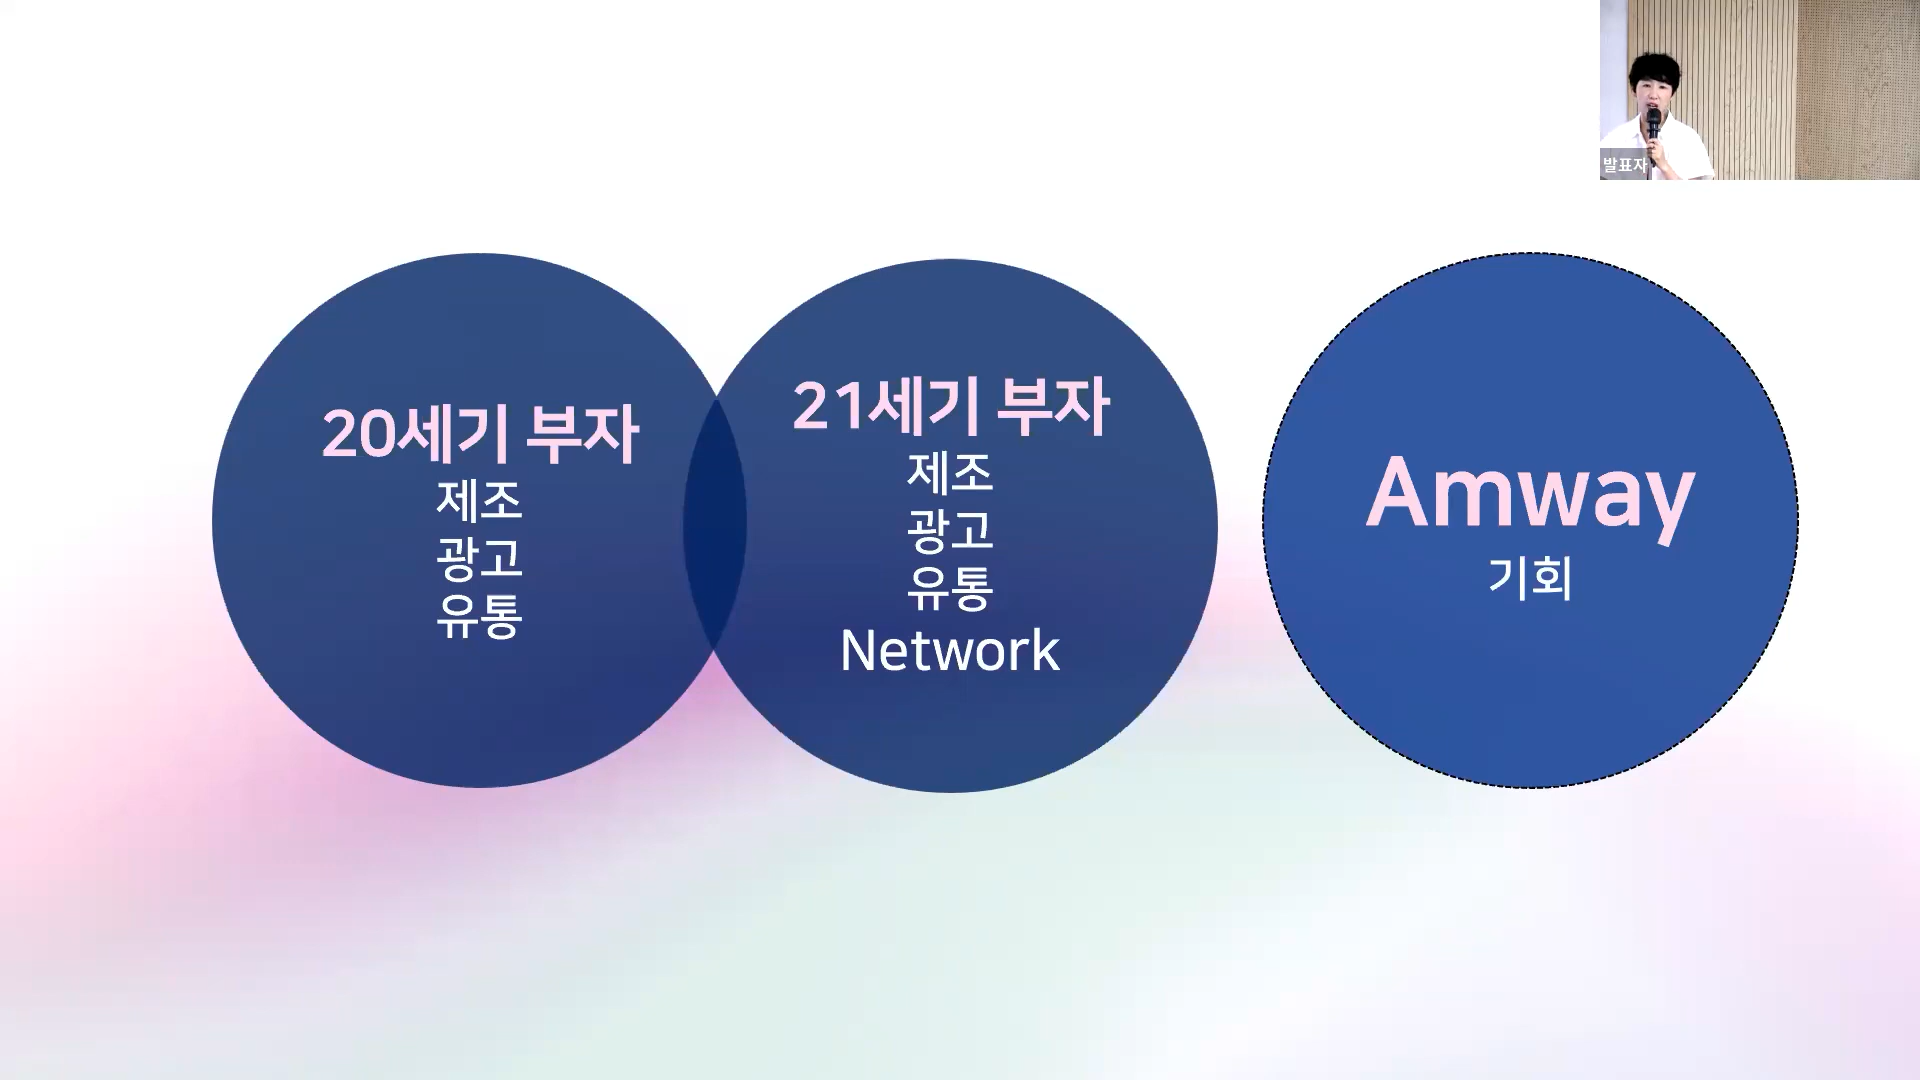 발표자
20세기 부자
제조
광고
유통
21세기 부자
제조
광고
유통
Network
Amway
기회